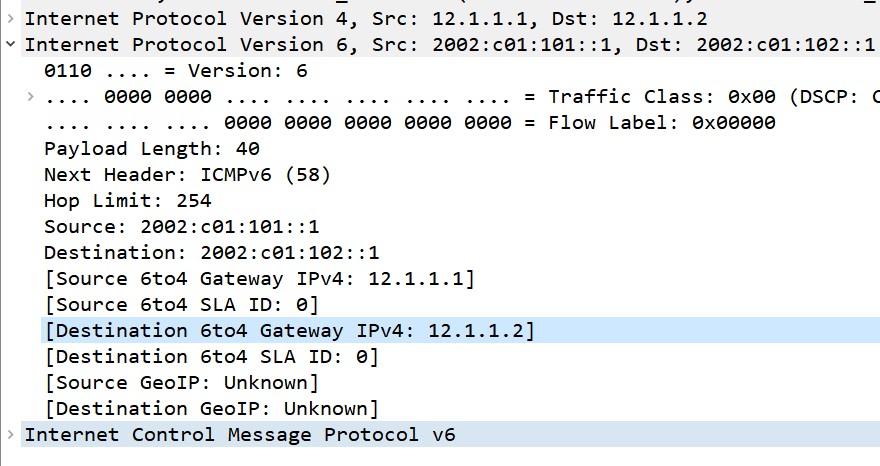 Internet Protocol Version 4, Src: 12.1.1.1, Dst: 12.1.1.2
Internet Protocol Version 6, Src: 2002:c01:101::1, Dst: 2002:c01:102::1
0110 .... = Version: 6
.... 0000 0000 .... .... .... .... .... = Traffic Class: 0x00 (DSCP: C
.... .... .... 0000 0000 0000 0000 0000 = Flow Label: 0x00000
Payload Length: 40
Next Header: ICMPv6 (58)
Hop Limit: 254
Source: 2002:c01:101::1
Destination: 2002:c01:102::1
[Source 6to4 Gateway IPv4: 12.1.1.1]
[Source 6to4 SLA ID: 0]
[Destination 6to4 Gateway IPv4: 12.1.1.2]
[Destination 6to4 SLA ID: 0]
[Source GeoIP: Unknown]
[Destination GeoIP: Unknown]
Internet Control Message Protocol v6